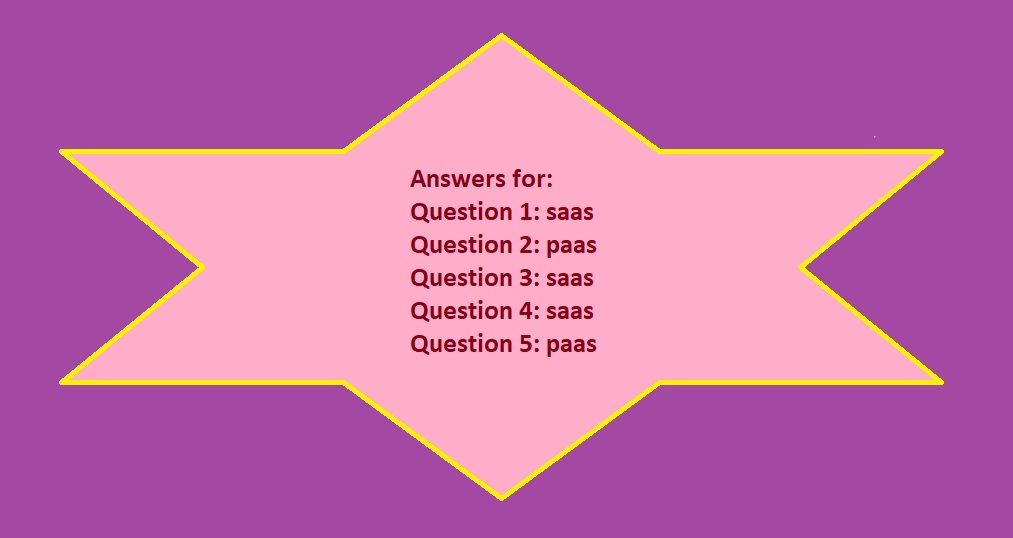 Answers for:
Question 1: saas
Question 2: paas
Question 3: saas
Question 4: saas
Question 5: paas